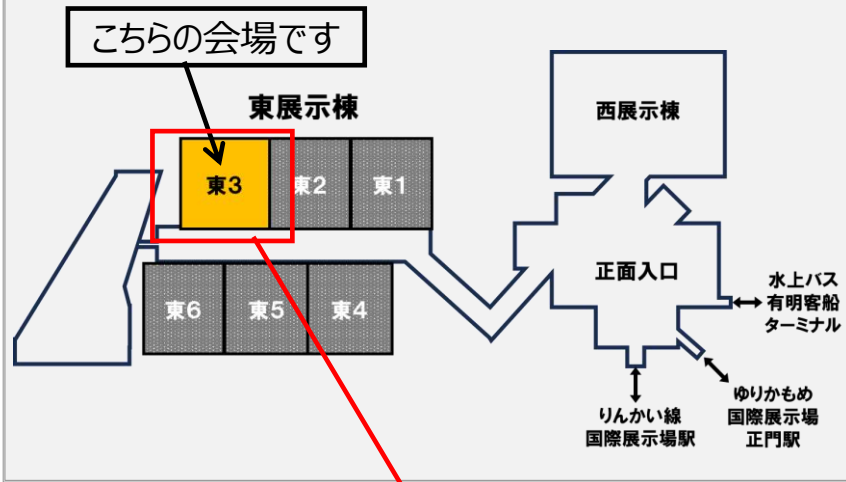 こちらの会場です
東展示棟
西展示棟
東3
東2
東1
正面入口
水上バス
有明客船
ターミナル
東6
東5
東4
ゆりかもめ
国際展示場
正門駅
りんかい線
国際展示場駅